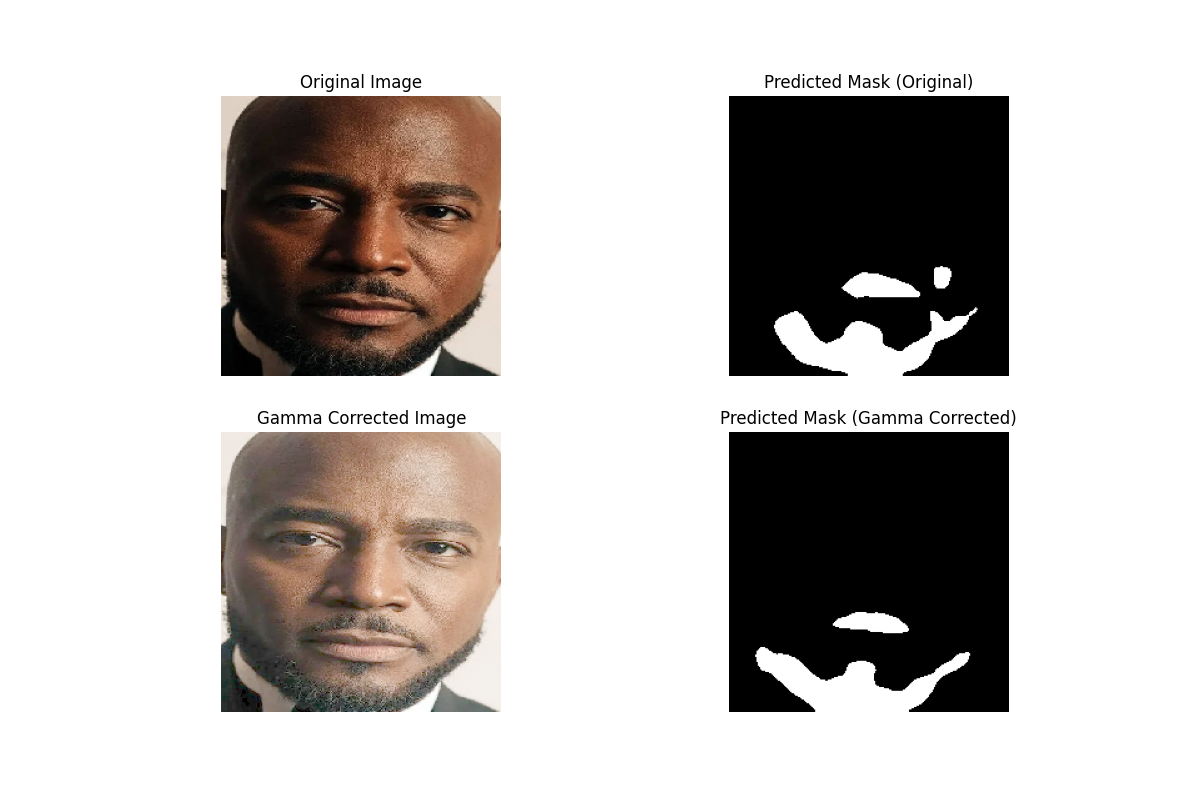 Original Image
Predicted Mask (Original)
Gamma Corrected Image
Predicted Mask (Gamma Corrected)